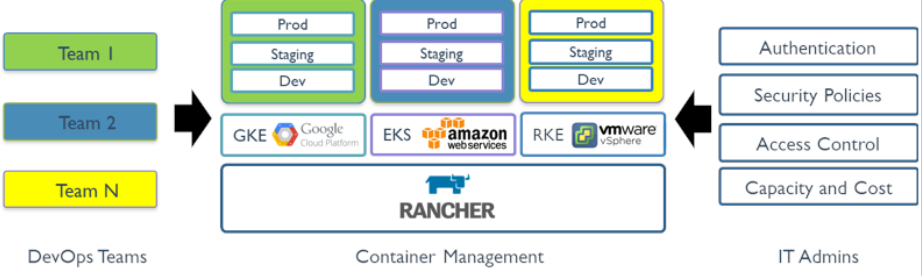 Team 1
Team 2
Team N
DevOps Teams
Prod
Staging
Dev
Prod
Staging
Dev
Prod
Staging
Dev
GKE Google Cloud Platform
EKS amazon web services
RKE vmware vSphere
RANCHER
Container Management
Authentication
Security Policies
Access Control
Capacity and Cost
IT Admins